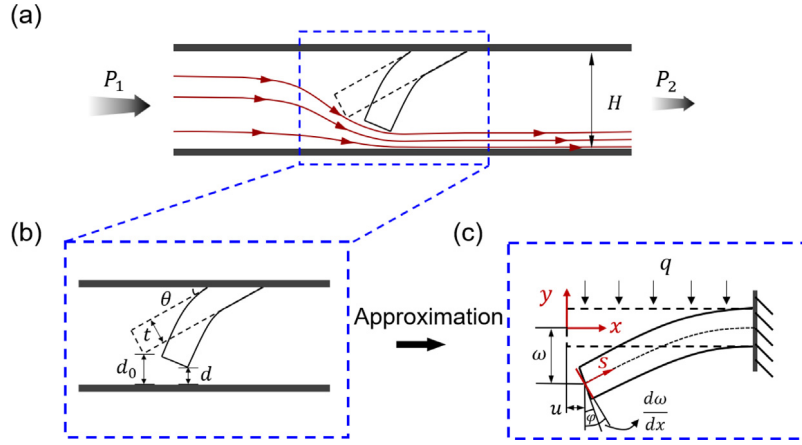 (a)
P₁
H
P₂
(b)
θ
t
d₀
d
Approximation
(c)
q
y
x
ω
s
u
φ
dω
dx